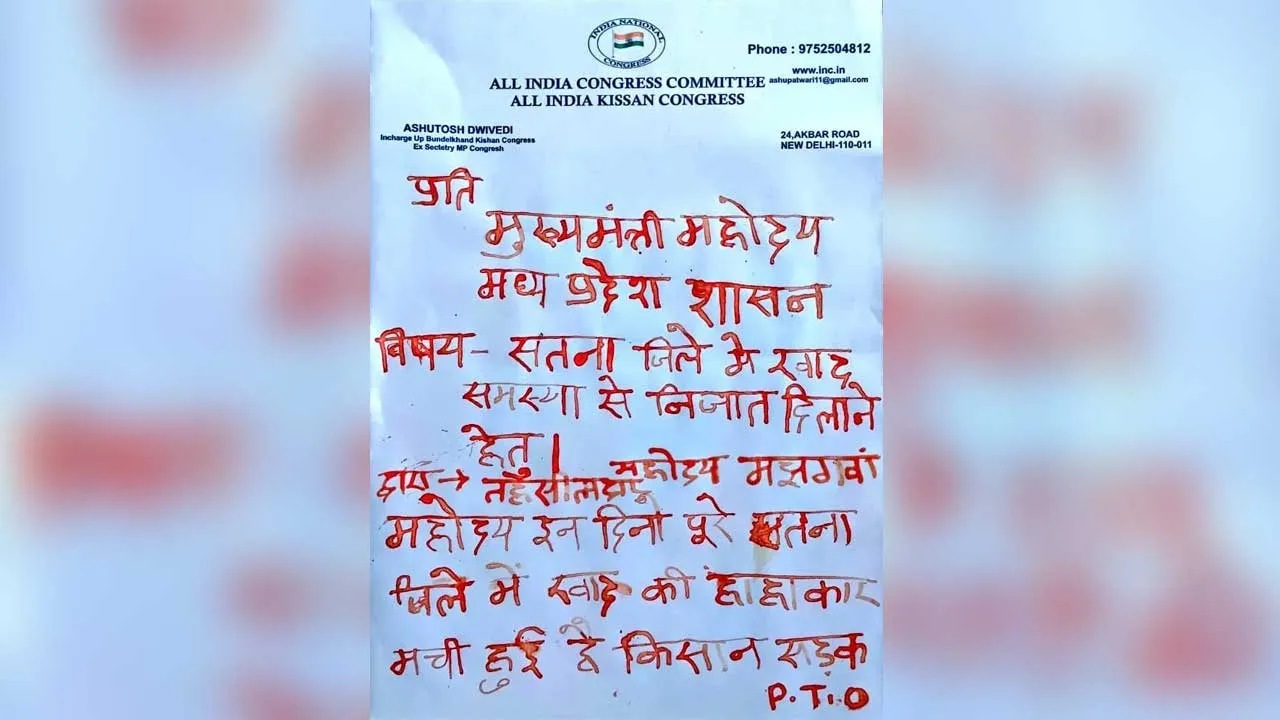 INDIA NATIONAL
CONGRESS
Phone : 9752504812
www.inc.in
ALL INDIA CONGRESS COMMITTEE ashupatwari11@gmail.com
ALL INDIA KISSAN CONGRESS
ASHUTOSH DWIVEDI
24,AKBAR ROAD
Incharge Up Bundelkhand Kishan Congress
NEW DELHI-110-011
Ex Sectetry MP Congresh
प्रति
मुख्यमंत्री महोदय
मध्य प्रदेश शासन
विषय - सतना जिले मे खाद
समस्या से निजात दिलाने
हेतु।
द्वारा → तहसीलदार महोदय मझगवां
महोदय इन दिनो पूरे सतना
जिले में खाद की हाहाकार
मची हुई है किसान सड़क
P.T.O